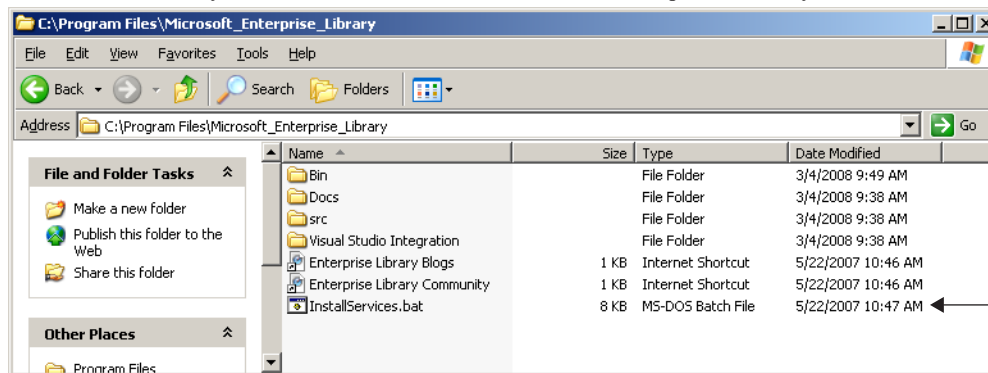 C:\Program Files\Microsoft_Enterprise_Library
File Edit View Favorites Tools Help
Back Search Folders
Address C:\Program Files\Microsoft_Enterprise_Library Go
Name Size Type Date Modified
File and Folder Tasks
Make a new folder
Publish this folder to the
Web
Share this folder
Other Places
Program Files
Bin File Folder 3/4/2008 9:49 AM
Docs File Folder 3/4/2008 9:38 AM
src File Folder 3/4/2008 9:38 AM
Visual Studio Integration File Folder 3/4/2008 9:38 AM
Enterprise Library Blogs 1 KB Internet Shortcut 5/22/2007 10:46 AM
Enterprise Library Community 1 KB Internet Shortcut 5/22/2007 10:46 AM
InstallServices.bat 8 KB MS-DOS Batch File 5/22/2007 10:47 AM